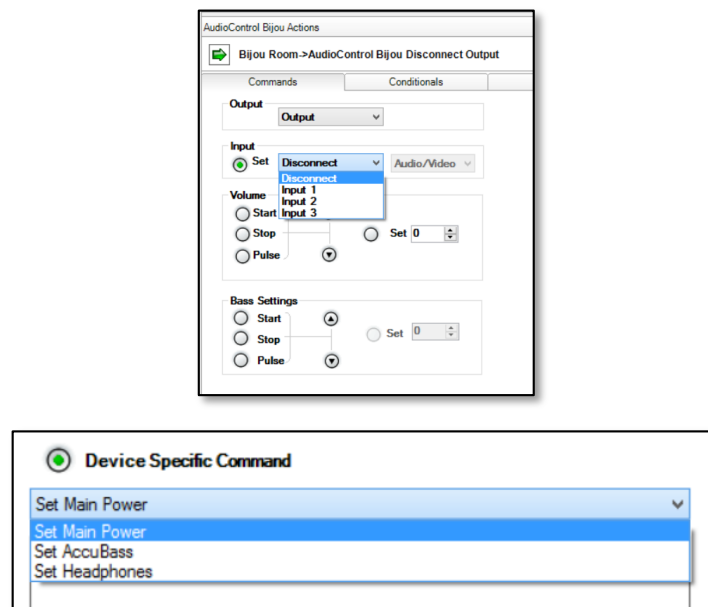 AudioControl Bijou Actions
Bijou Room->AudioControl Bijou Disconnect Output
Commands Conditionals
Output
Output
Input
Set Disconnect Audio/Video
Disconnect
Input 1
Input 2
Input 3
Volume
Start
Stop Set 0
Pulse
Bass Settings
Start
Stop Set 0
Pulse
Device Specific Command
Set Main Power
Set Main Power
Set AccuBass
Set Headphones